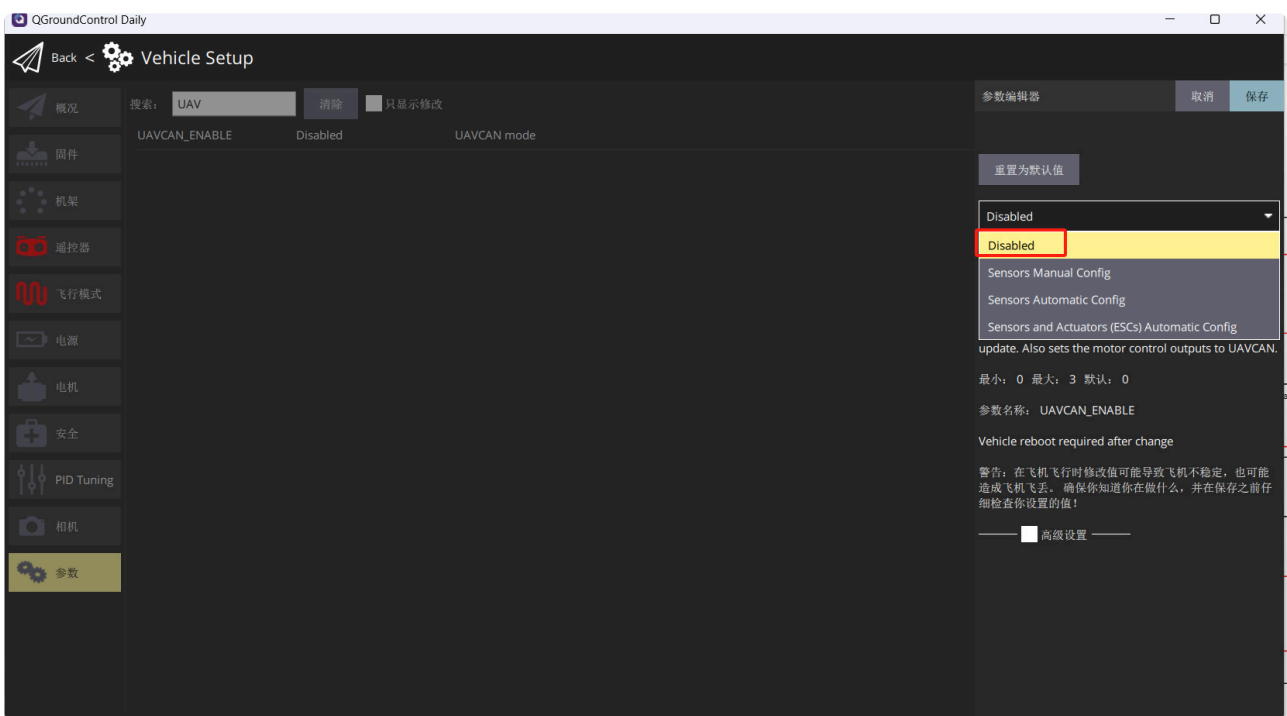 QGroundControl Daily
Back < Vehicle Setup
概况
固件
机架
遥控器
飞行模式
电源
电机
安全
PID Tuning
相机
参数
搜索： UAV 清除 只显示修改
UAVCAN_ENABLE Disabled UAVCAN mode
参数编辑器 取消 保存
重置为默认值
Disabled
Disabled
Sensors Manual Config
Sensors Automatic Config
Sensors and Actuators (ESCs) Automatic Config
update. Also sets the motor control outputs to UAVCAN.
最小： 0 最大： 3 默认： 0
参数名称： UAVCAN_ENABLE
Vehicle reboot required after change
警告：在飞机飞行时修改值可能导致飞机不稳定，也可能
造成飞机飞丢。 确保你知道你在做什么，并在保存之前仔
细检查你设置的值！
高级设置